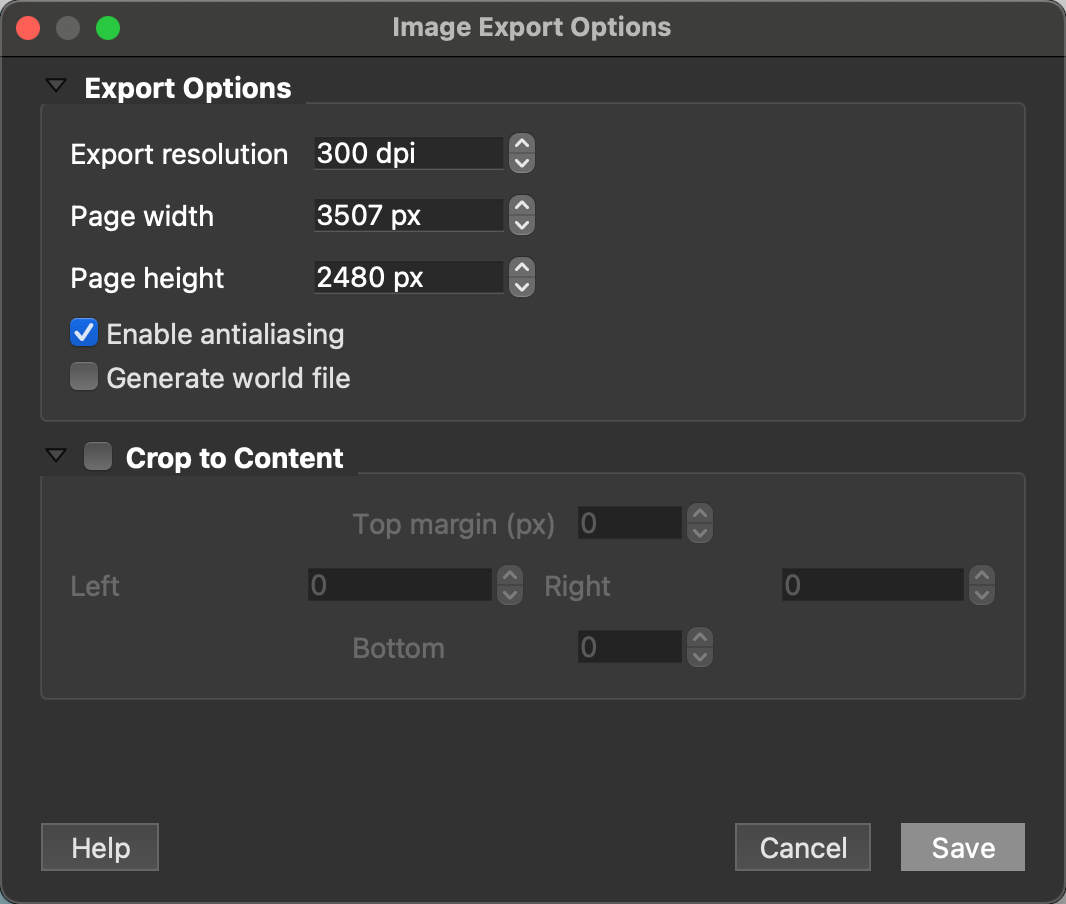 Image Export Options
Export Options
Export resolution 300 dpi
Page width 3507 px
Page height 2480 px
Enable antialiasing
Generate world file
Crop to Content
Top margin (px) 0
Left 0 Right 0
Bottom 0
Help Cancel Save